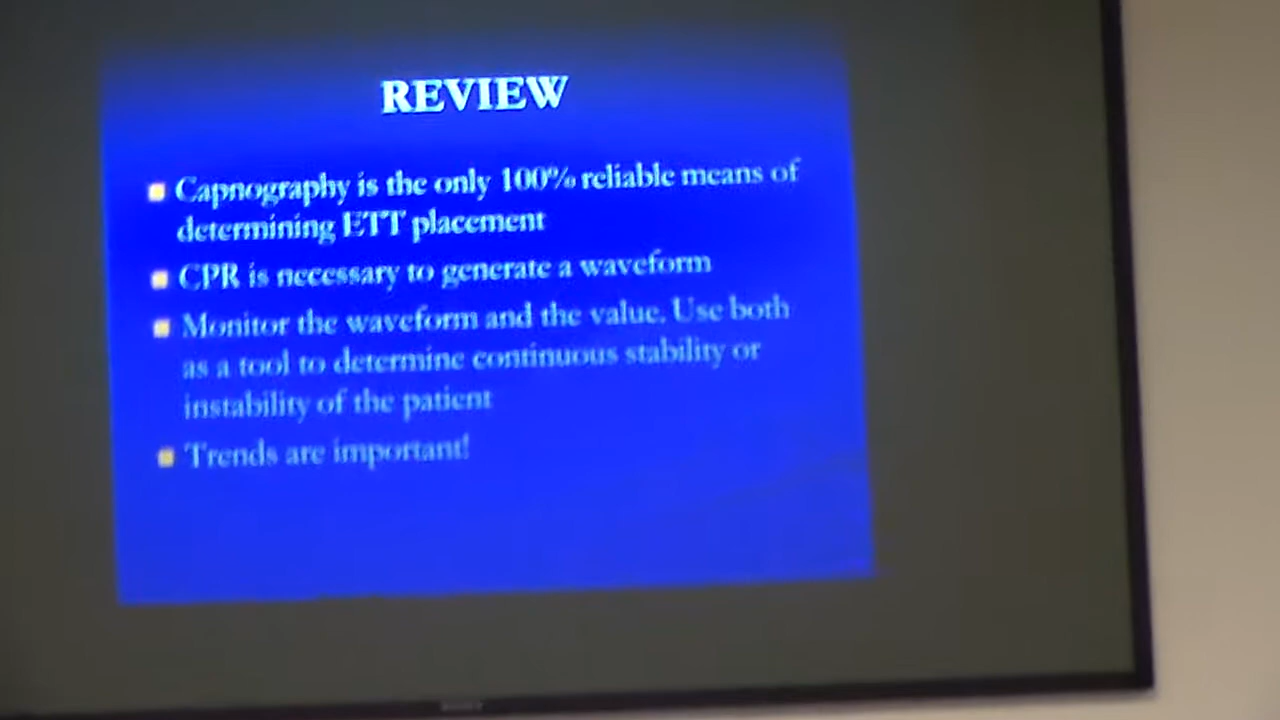 REVIEW
Capnography is the only 100% reliable means of
determining ETT placement
CPR is necessary to generate a waveform
Monitor the waveform and the value. Use both
as a tool to determine continuous stability or
instability of the patient
Trends are important!